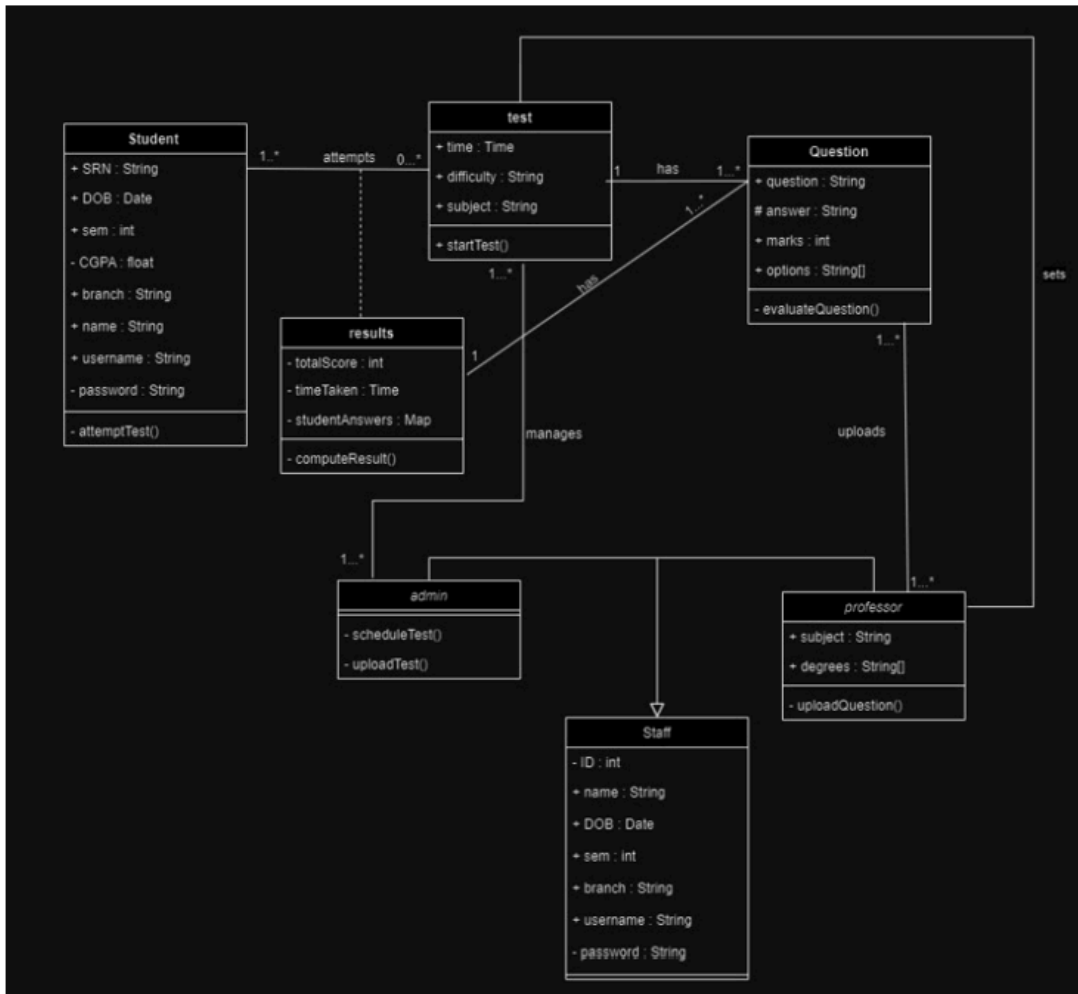 Student
+ SRN : String
+ DOB : Date
+ sem : int
- CGPA : float
+ branch : String
+ name : String
+ username : String
- password : String
- attemptTest()
1..*
attempts
0...*
test
+ time : Time
+ difficulty : String
+ subject : String
+ startTest()
1
has
1...*
Question
+ question : String
# answer : String
+ marks : int
+ options : String[]
- evaluateQuestion()
sets
1...*
has
1
results
- totalScore : int
- timeTaken : Time
- studentAnswers : Map
- computeResult()
1...*
manages
1...*
1...*
uploads
1...*
admin
- scheduleTest()
- uploadTest()
professor
+ subject : String
+ degrees : String[]
- uploadQuestion()
Staff
- ID : int
+ name : String
+ DOB : Date
+ sem : int
+ branch : String
+ username : String
- password : String